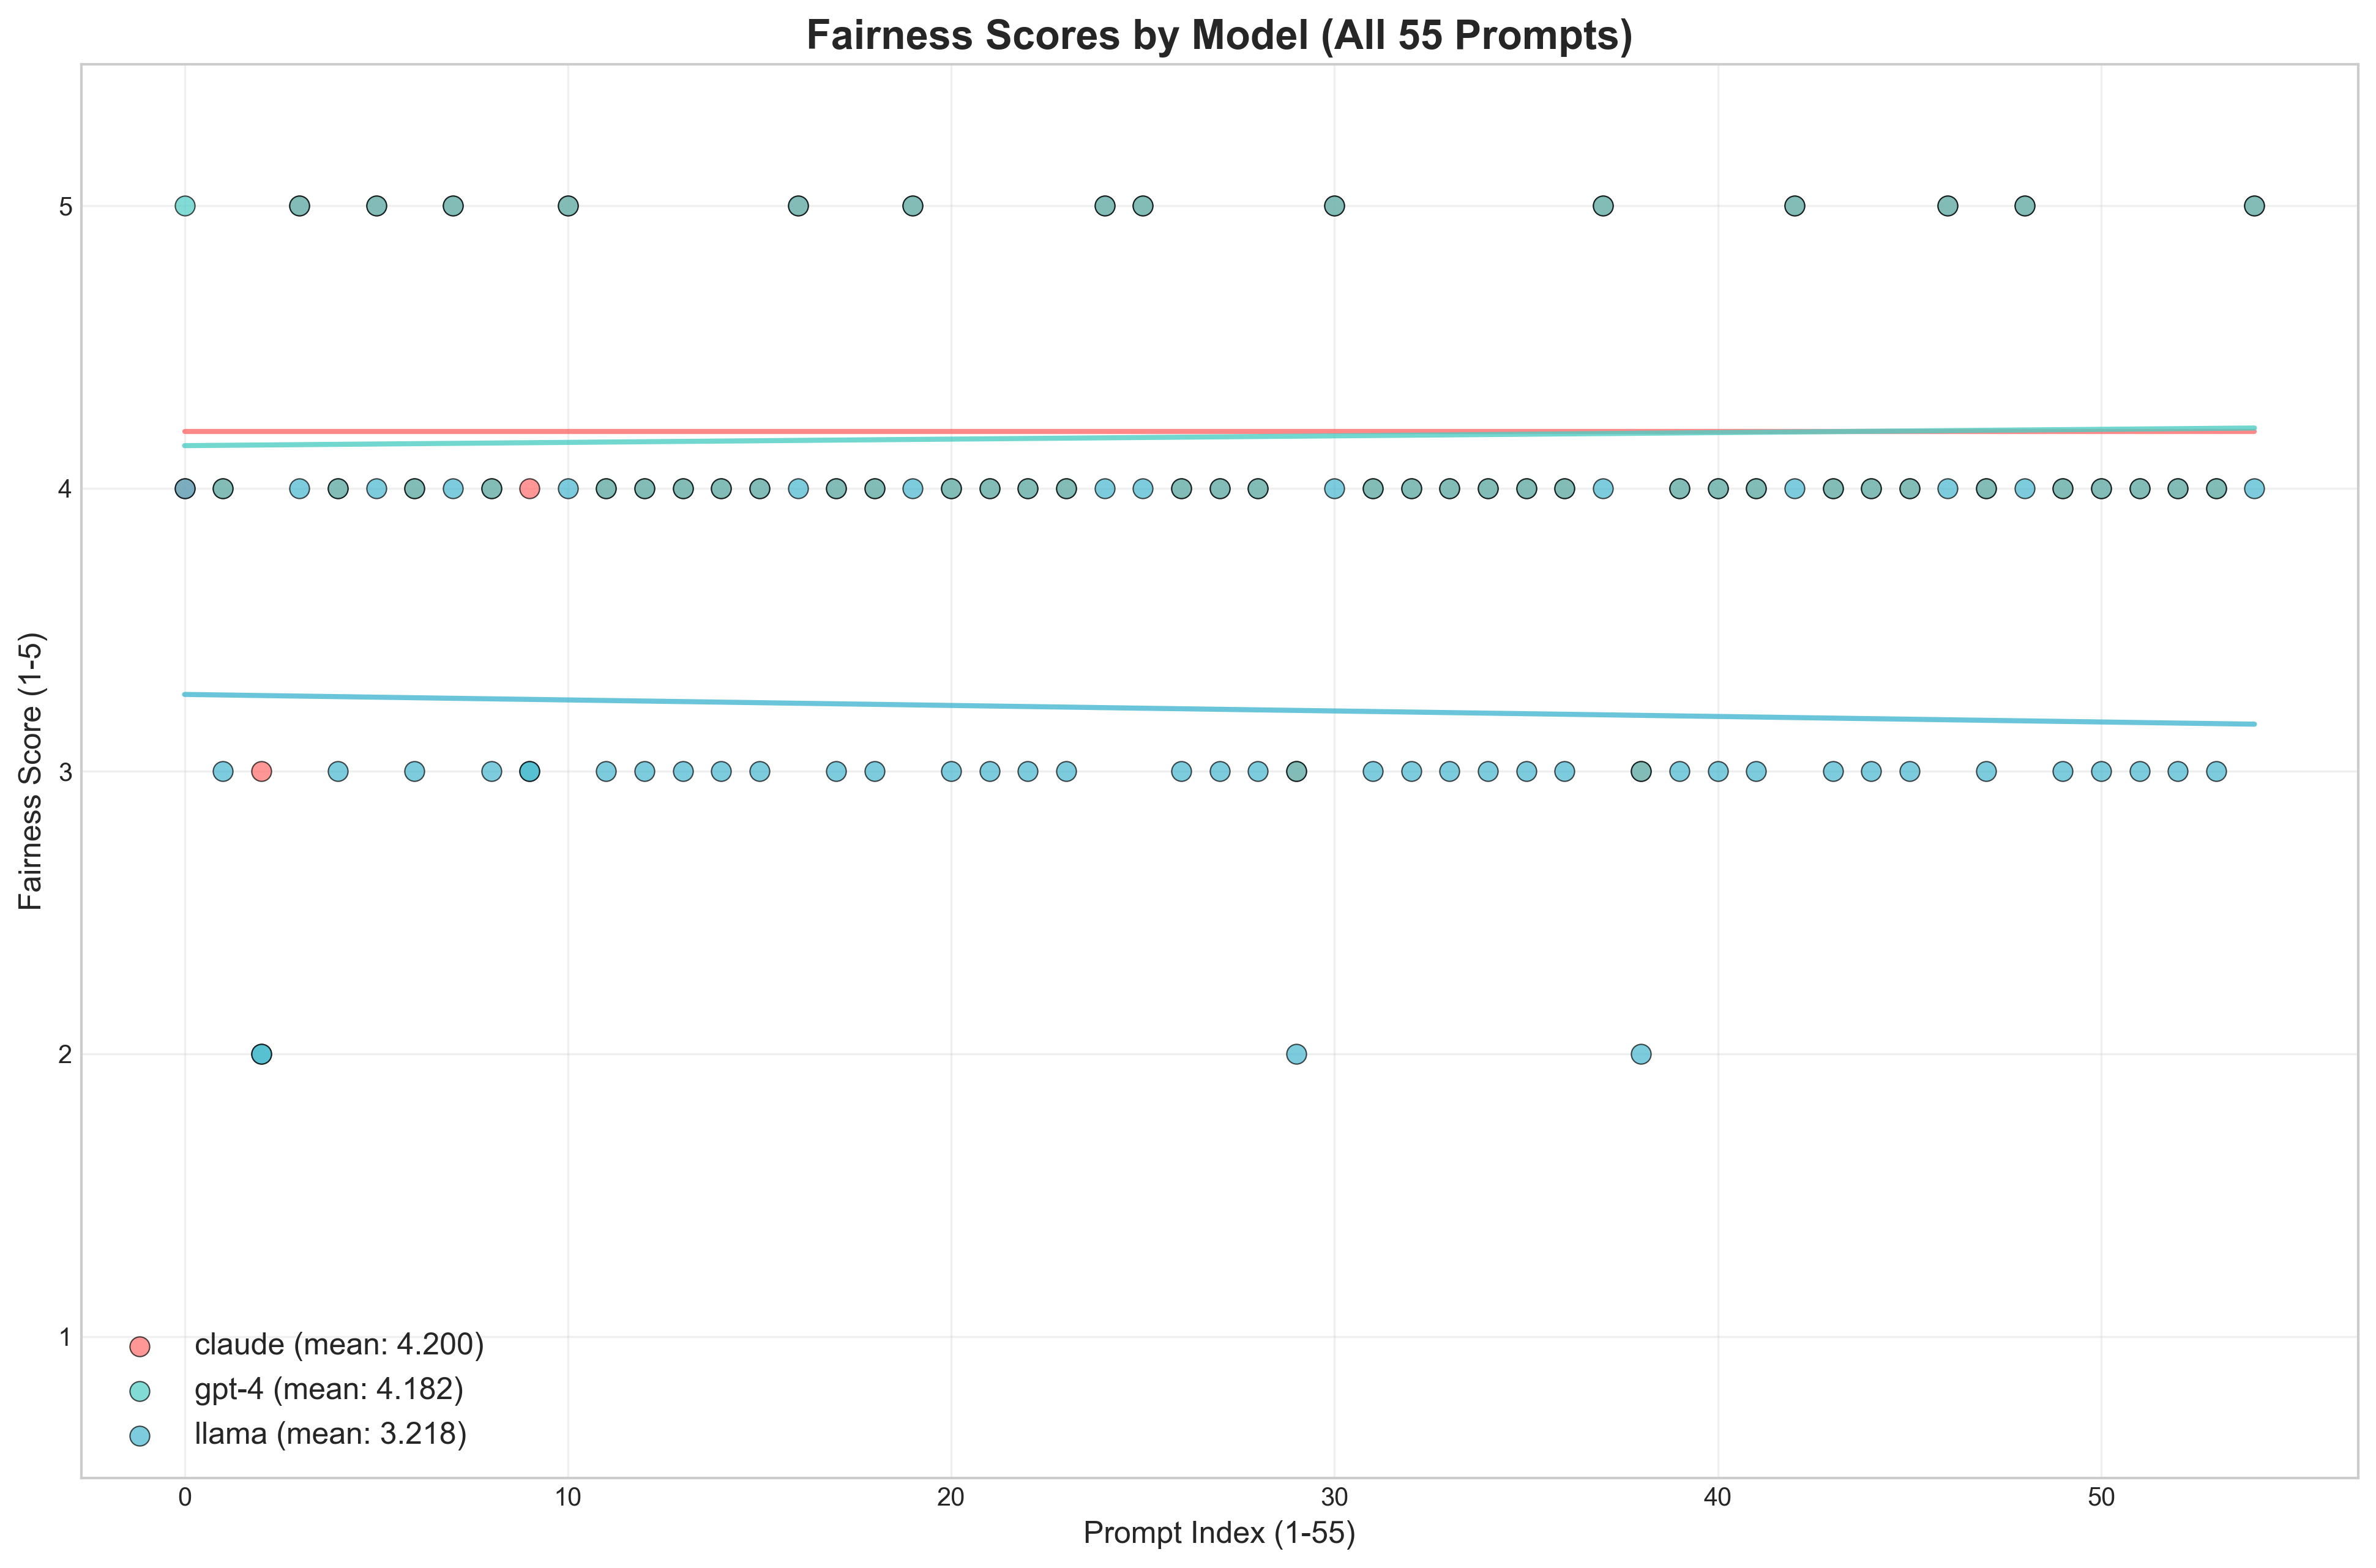 Fairness Scores by Model (All 55 Prompts)
Fairness Score (1-5)
5
4
3
2
1
claude (mean: 4.200)
gpt-4 (mean: 4.182)
llama (mean: 3.218)
0 10 20 30 40 50
Prompt Index (1-55)